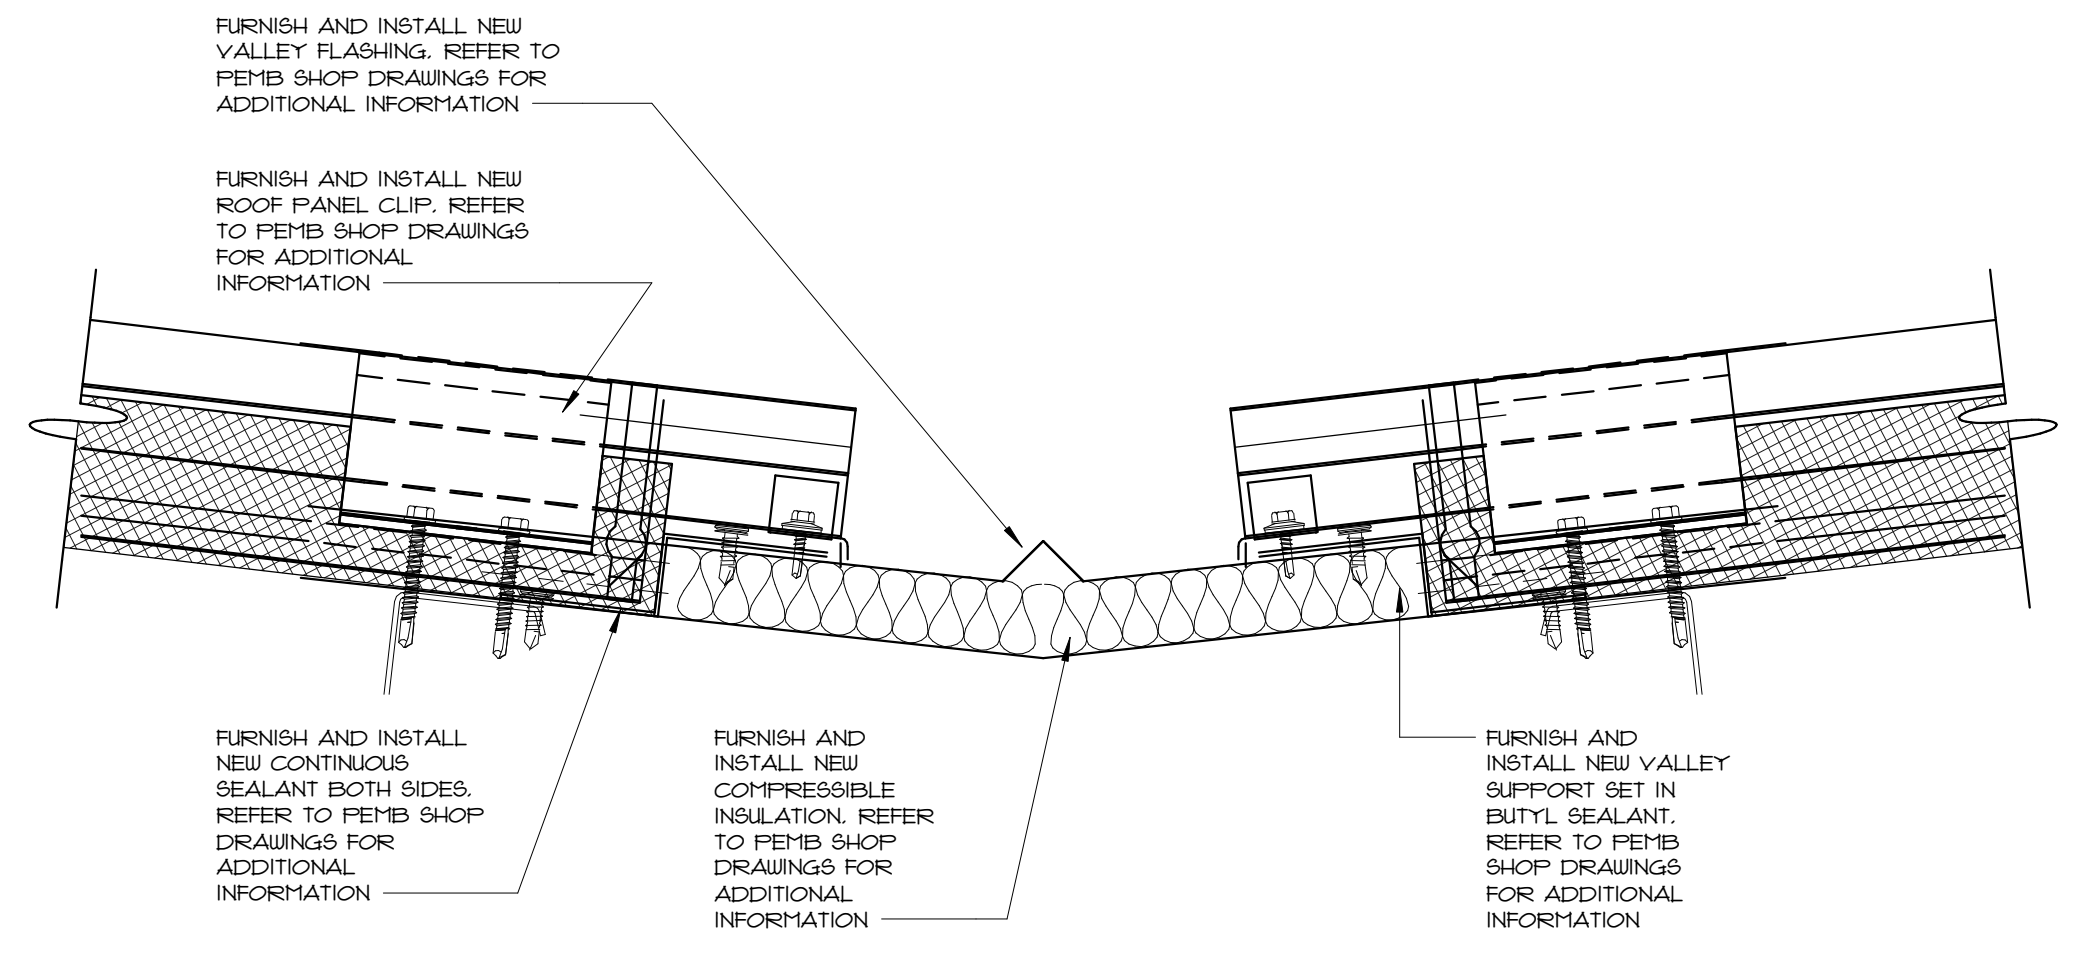 FURNISH AND INSTALL NEW
VALLEY FLASHING, REFER TO
PEMB SHOP DRAWINGS FOR
ADDITIONAL INFORMATION
FURNISH AND INSTALL NEW
ROOF PANEL CLIP, REFER
TO PEMB SHOP DRAWINGS
FOR ADDITIONAL
INFORMATION
FURNISH AND INSTALL
NEW CONTINUOUS
SEALANT BOTH SIDES,
REFER TO PEMB SHOP
DRAWINGS FOR
ADDITIONAL
INFORMATION
FURNISH AND
INSTALL NEW
COMPRESSIBLE
INSULATION, REFER
TO PEMB SHOP
DRAWINGS FOR
ADDITIONAL
INFORMATION
FURNISH AND
INSTALL NEW VALLEY
SUPPORT SET IN
BUTYL SEALANT,
REFER TO PEMB
SHOP DRAWINGS
FOR ADDITIONAL
INFORMATION